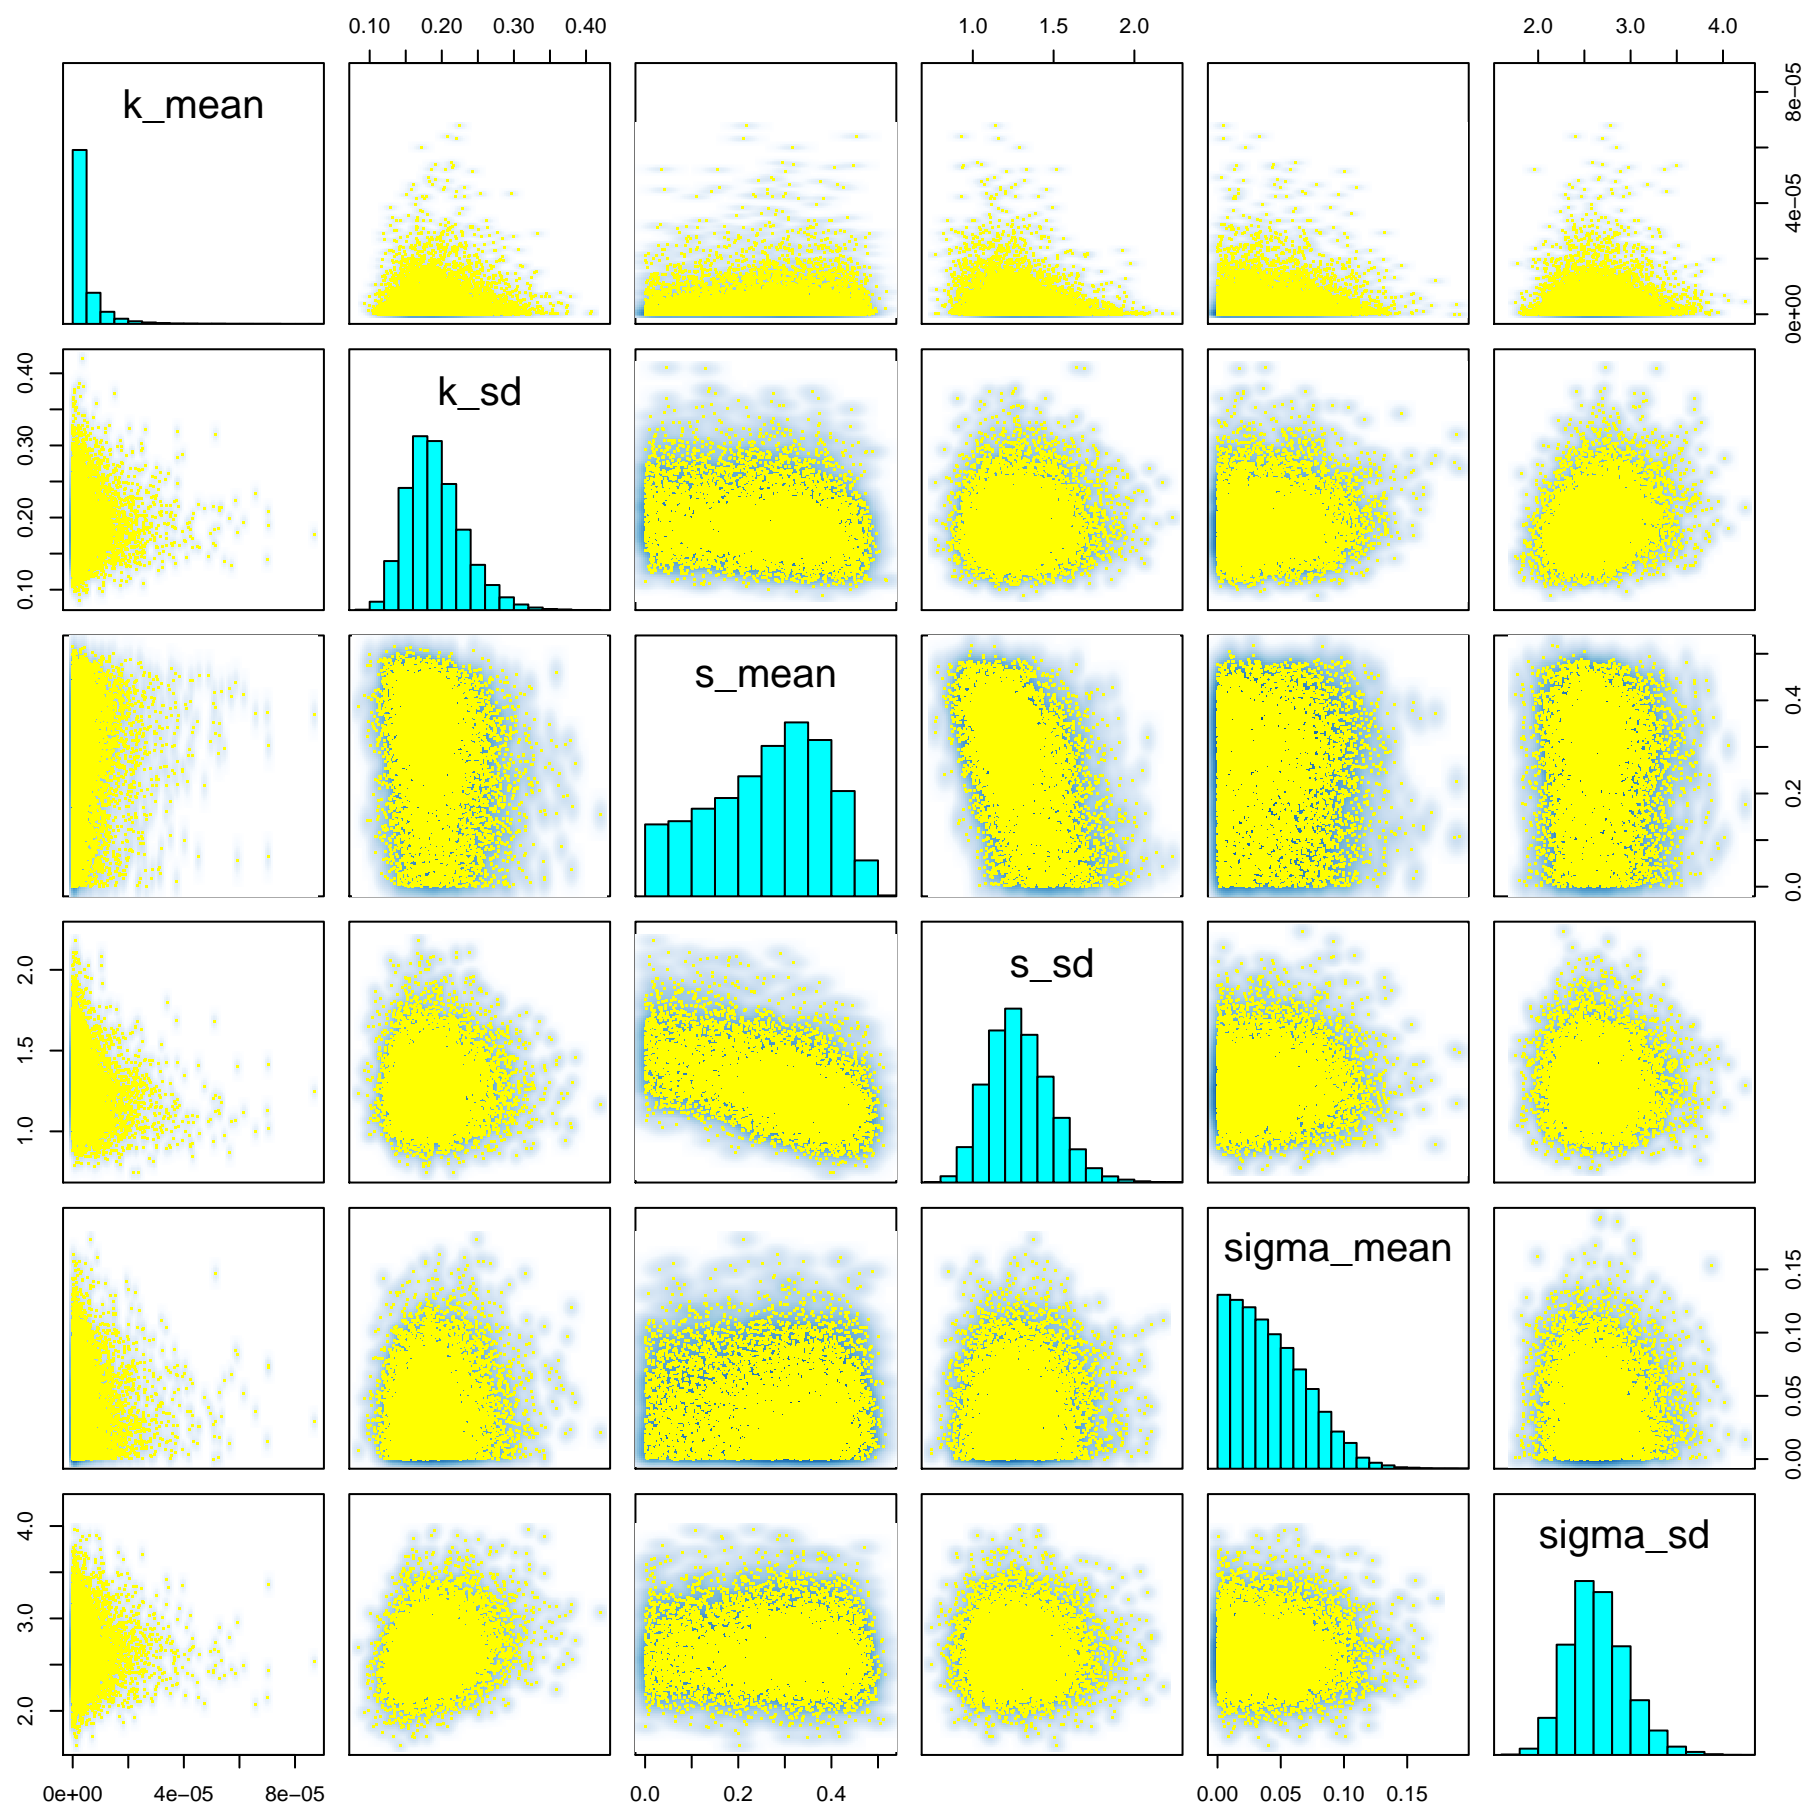 0.10 0.20 0.30 0.40 1.0 1.5 2.0 2.0 3.0 4.0
k_mean
0e+00 4e−05 8e−05
k_sd
0.10 0.20 0.30 0.40
s_mean
0.0 0.2 0.4
s_sd
1.0 1.5 2.0
sigma_mean
0.00 0.05 0.10 0.15
sigma_sd
2.0 3.0 4.0
0e+00 4e−05 8e−05 0.0 0.2 0.4 0.00 0.05 0.10 0.15